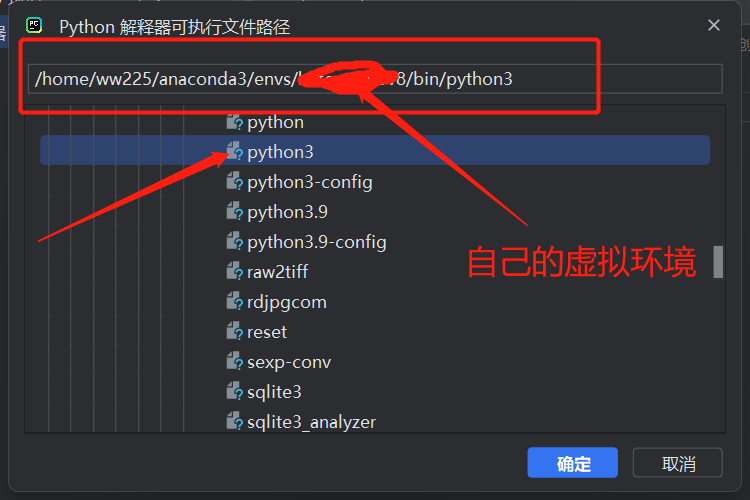 Python 解释器可执行文件路径
/home/ww225/anaconda3/envs/ 8/bin/python3
python
python3
python3-config
python3.9
python3.9-config
raw2tiff
rdjpgcom
reset
sexp-conv
sqlite3
sqlite3_analyzer
自己的虚拟环境
确定
取消